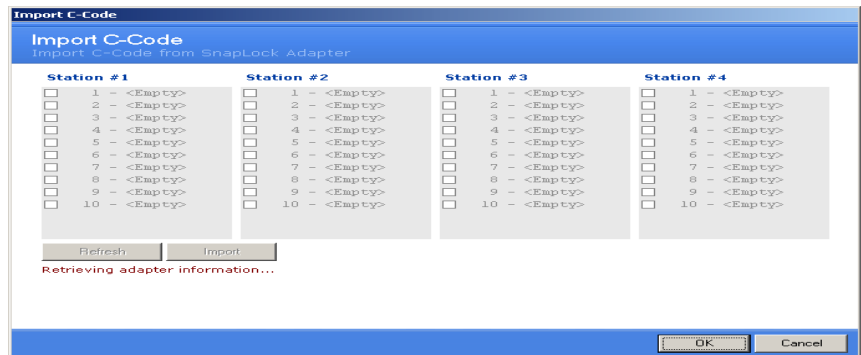 Import C-Code
Import C-Code
Import C-Code from SnapLock Adapter
Station #1 Station #2 Station #3 Station #4
1 - <Empty> 1 - <Empty> 1 - <Empty> 1 - <Empty>
2 - <Empty> 2 - <Empty> 2 - <Empty> 2 - <Empty>
3 - <Empty> 3 - <Empty> 3 - <Empty> 3 - <Empty>
4 - <Empty> 4 - <Empty> 4 - <Empty> 4 - <Empty>
5 - <Empty> 5 - <Empty> 5 - <Empty> 5 - <Empty>
6 - <Empty> 6 - <Empty> 6 - <Empty> 6 - <Empty>
7 - <Empty> 7 - <Empty> 7 - <Empty> 7 - <Empty>
8 - <Empty> 8 - <Empty> 8 - <Empty> 8 - <Empty>
9 - <Empty> 9 - <Empty> 9 - <Empty> 9 - <Empty>
10 - <Empty> 10 - <Empty> 10 - <Empty> 10 - <Empty>
Refresh Import
Retrieving adapter information...
OK Cancel